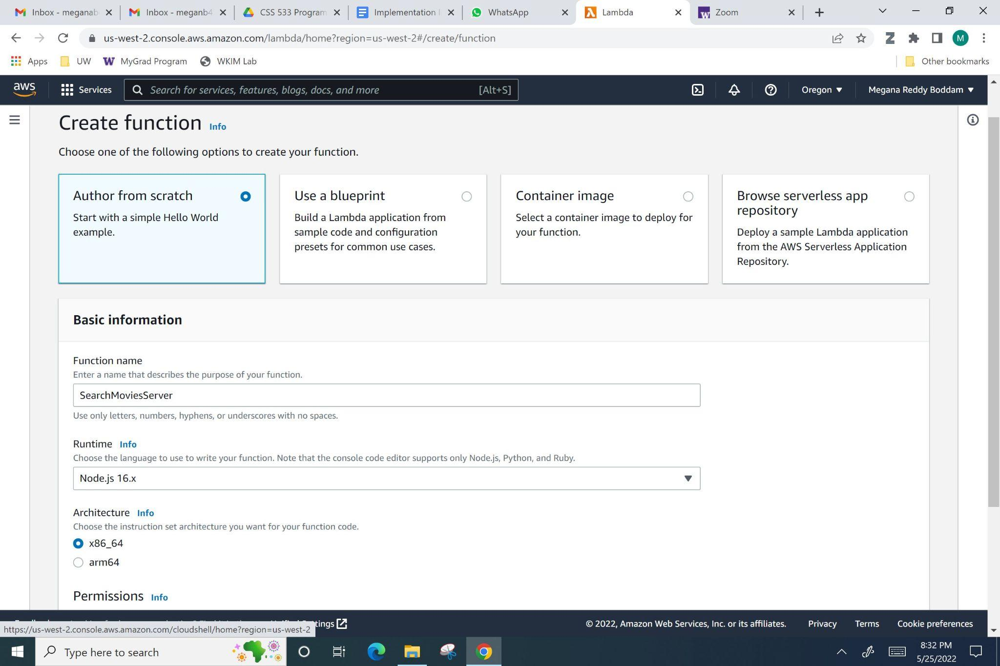 Inbox - meganab
Inbox - meganb4
CSS 533 Program
Implementation
WhatsApp
Lambda
Zoom
us-west-2.console.aws.amazon.com/lambda/home?region=us-west-2#/create/function
M
Apps
UW
MyGrad Program
WKIM Lab
Other bookmarks
aws
Services
Search for services, features, blogs, docs, and more
[Alt+S]
Oregon
Megana Reddy Boddam
Create function Info
Choose one of the following options to create your function.
Author from scratch
Start with a simple Hello World
example.
Use a blueprint
Build a Lambda application from
sample code and configuration
presets for common use cases.
Container image
Select a container image to deploy for
your function.
Browse serverless app
repository
Deploy a sample Lambda application
from the AWS Serverless Application
Repository.
Basic information
Function name
Enter a name that describes the purpose of your function.
SearchMoviesServer
Use only letters, numbers, hyphens, or underscores with no spaces.
Runtime Info
Choose the language to use to write your function. Note that the console code editor supports only Node.js, Python, and Ruby.
Node.js 16.x
Architecture Info
Choose the instruction set architecture you want for your function code.
x86_64
arm64
Permissions Info
tings
© 2022, Amazon Web Services, Inc. or its affiliates.
Privacy
Terms
Cookie preferences
https://us-west-2.console.aws.amazon.com/cloudshell/home?region=us-west-2
Type here to search
8:32 PM
5/25/2022